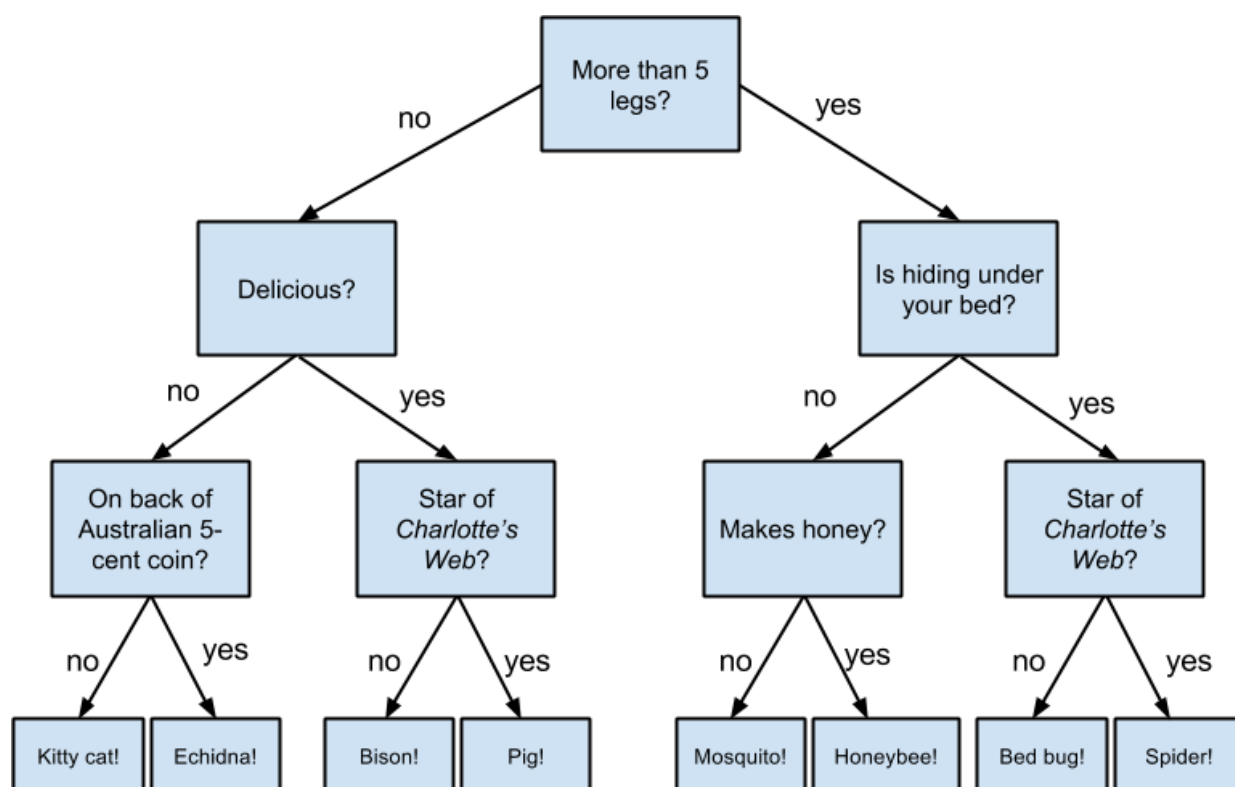 More than 5
legs?
no
yes
Delicious?
Is hiding under
your bed?
no
yes
no
yes
On back of
Australian 5-
cent coin?
Star of
Charlotte's
Web?
Makes honey?
Star of
Charlotte's
Web?
no
yes
no
yes
no
yes
no
yes
Kitty cat!
Echidna!
Bison!
Pig!
Mosquito!
Honeybee!
Bed bug!
Spider!